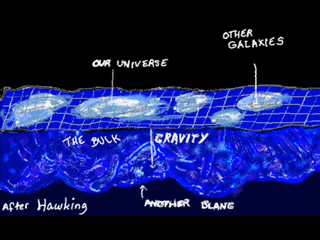 OTHER
GALAXIES
OUR UNIVERSE
THE BULK GRAVITY
After Hawking
ANOTHER BLANE